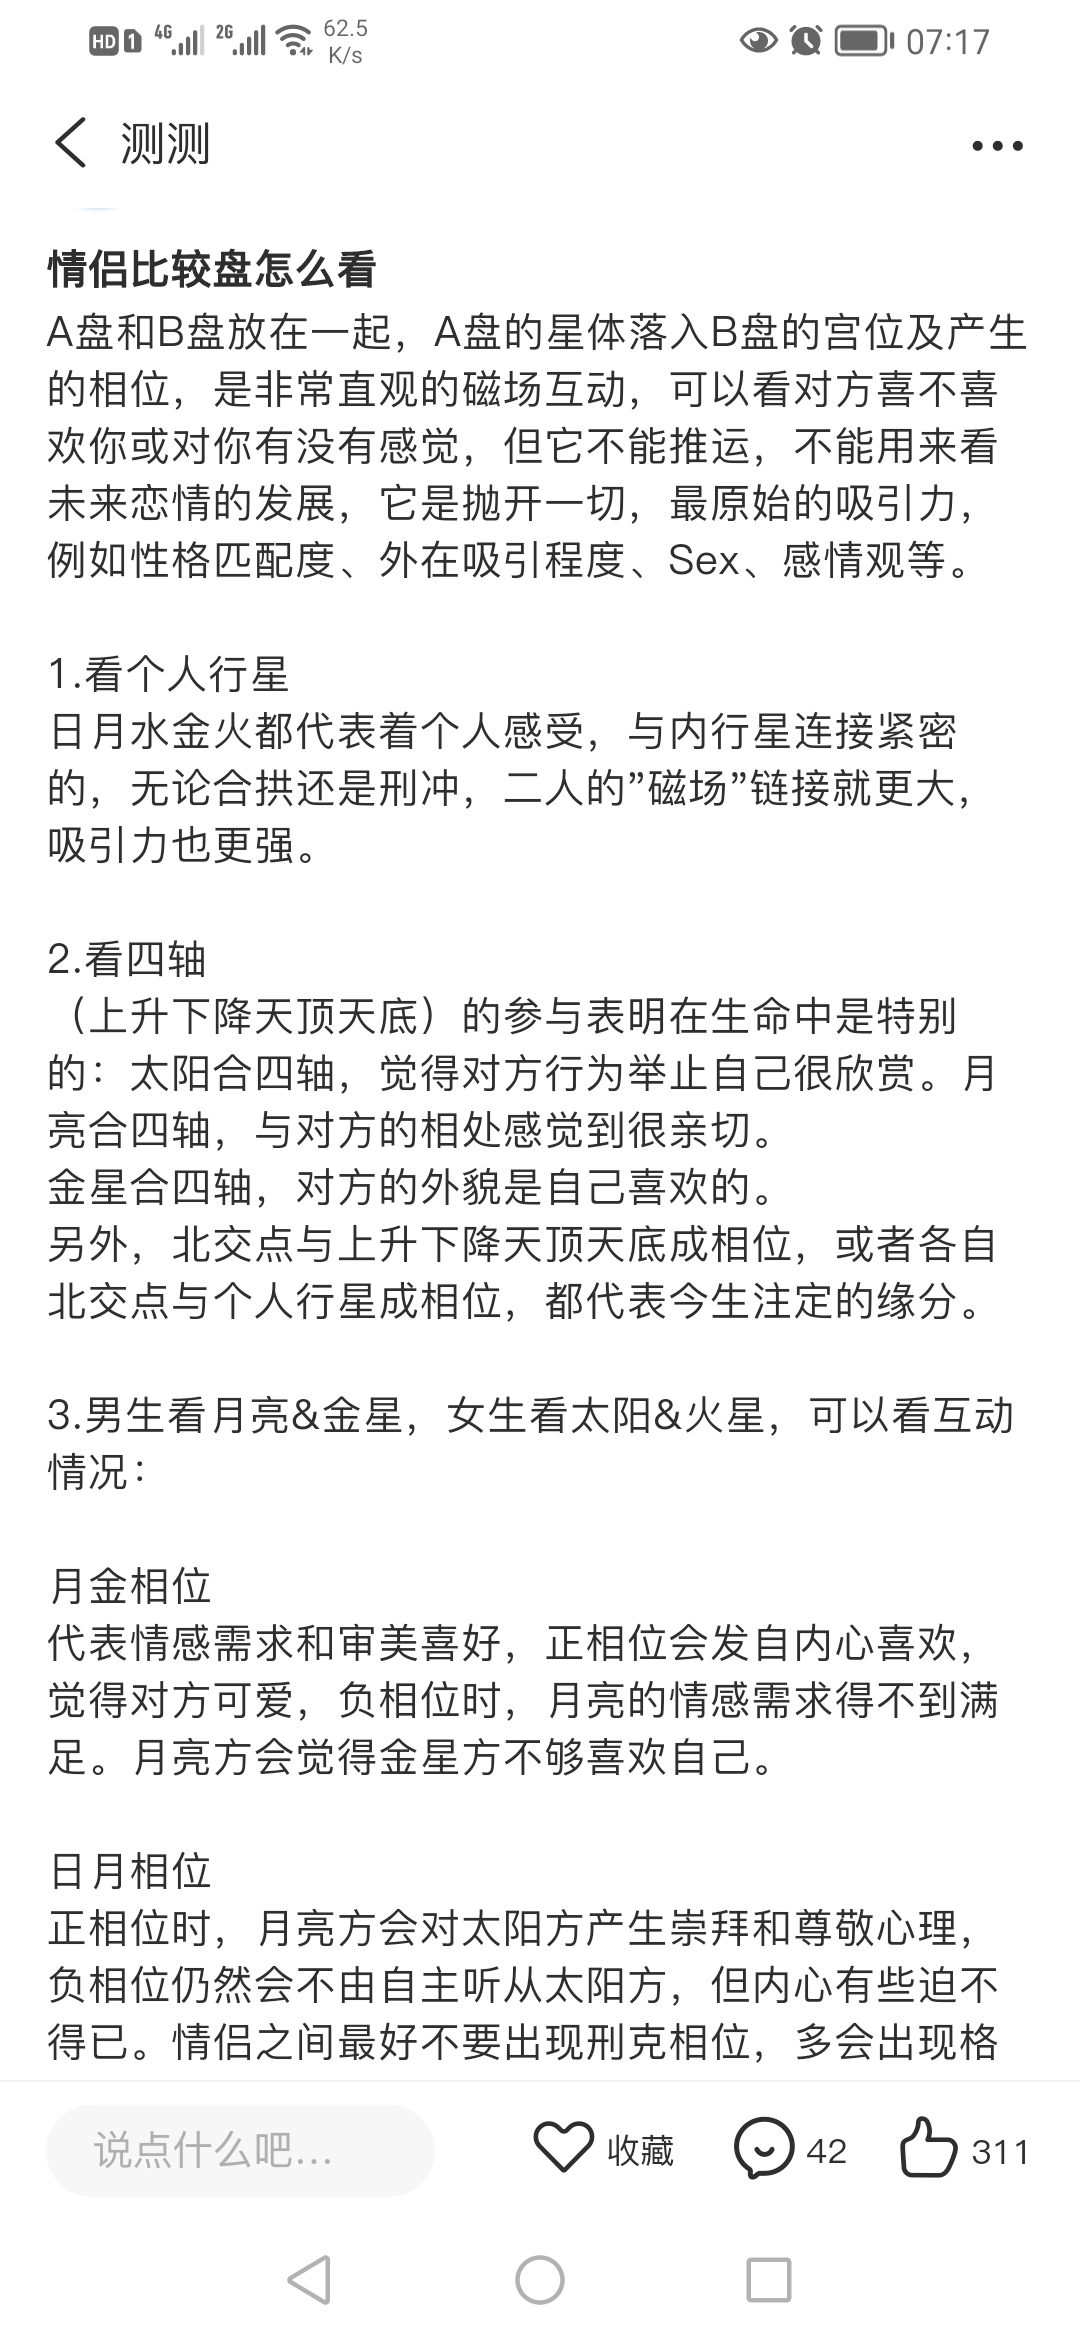 HD 1 4G 2G 62.5 K/s 07:17
测测
情侣比较盘怎么看
A盘和B盘放在一起，A盘的星体落入B盘的宫位及产生
的相位，是非常直观的磁场互动，可以看对方喜不喜
欢你或对你有没有感觉，但它不能推运，不能用来看
未来恋情的发展，它是抛开一切，最原始的吸引力，
例如性格匹配度、外在吸引程度、Sex、感情观等。
1.看个人行星
日月水金火都代表着个人感受，与内行星连接紧密
的，无论合拱还是刑冲，二人的”磁场”链接就更大，
吸引力也更强。
2.看四轴
（上升下降天顶天底）的参与表明在生命中是特别
的：太阳合四轴，觉得对方行为举止自己很欣赏。月
亮合四轴，与对方的相处感觉到很亲切。
金星合四轴，对方的外貌是自己喜欢的。
另外，北交点与上升下降天顶天底成相位，或者各自
北交点与个人行星成相位，都代表今生注定的缘分。
3.男生看月亮&金星，女生看太阳&火星，可以看互动
情况：
月金相位
代表情感需求和审美喜好，正相位会发自内心喜欢，
觉得对方可爱，负相位时，月亮的情感需求得不到满
足。月亮方会觉得金星方不够喜欢自己。
日月相位
正相位时，月亮方会对太阳方产生崇拜和尊敬心理，
负相位仍然会不由自主听从太阳方，但内心有些迫不
得已。情侣之间最好不要出现刑克相位，多会出现格
说点什么吧... 收藏 42 311